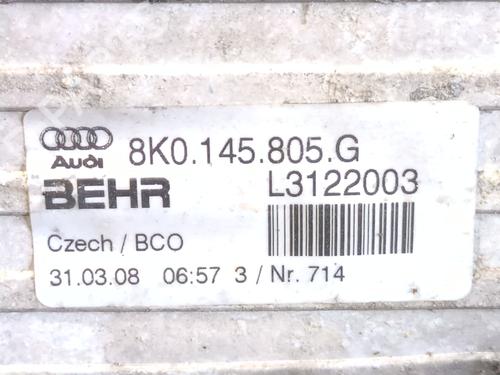 Audi 8K0.145.805.G
BEHR L3122003
Czech / BCO
31.03.08 06:57 3 / Nr. 714